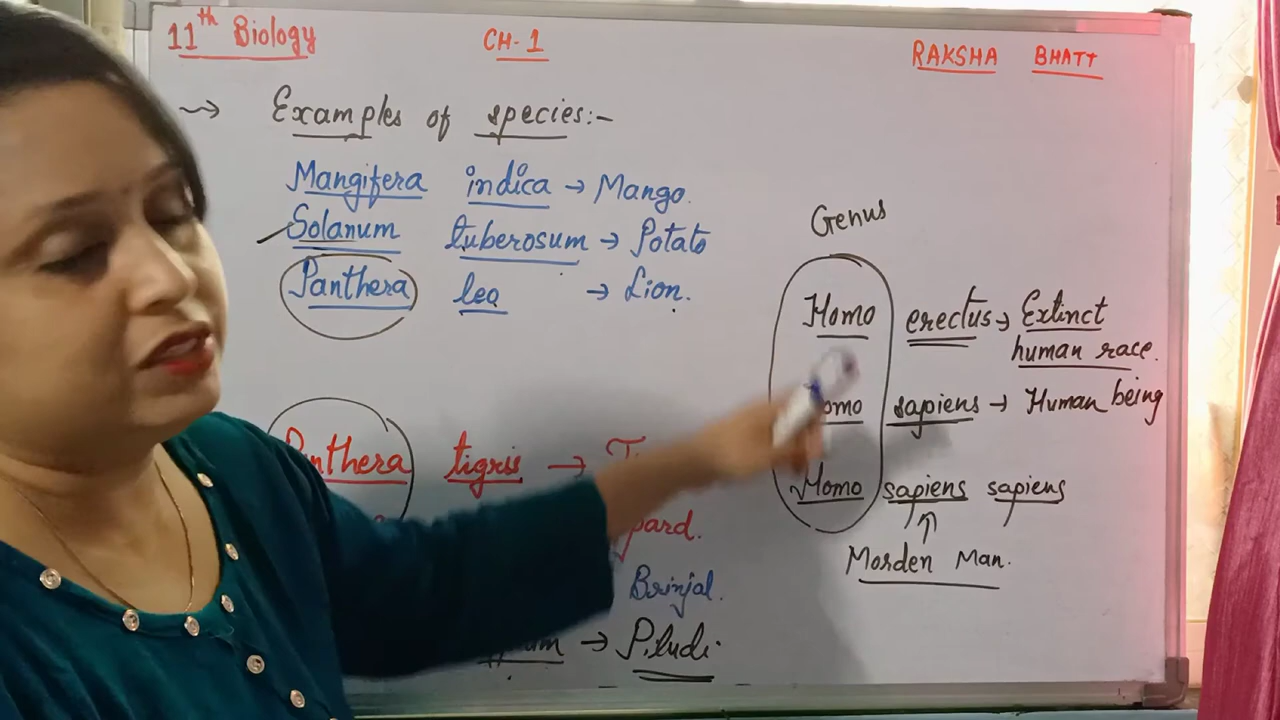 11th Biology CH-1 RAKSHA BHATT
Examples of species:-
Mangifera indica → Mango.
Solanum tuberosum → Potato
Panthera leo → Lion.
Panthera tigris →
Brinjal.
→ Piludi.
Genus
Homo erectus → Extinct
human race.
sapiens → Human being
Homo sapiens sapiens
Morden Man.